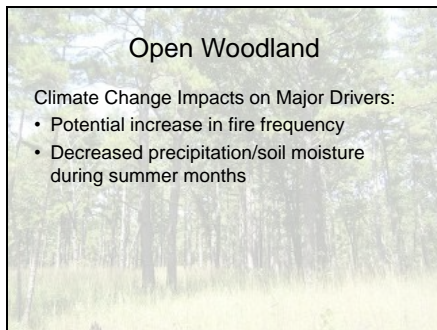 Open Woodland
Climate Change Impacts on Major Drivers:
• Potential increase in fire frequency
• Decreased precipitation/soil moisture
during summer months